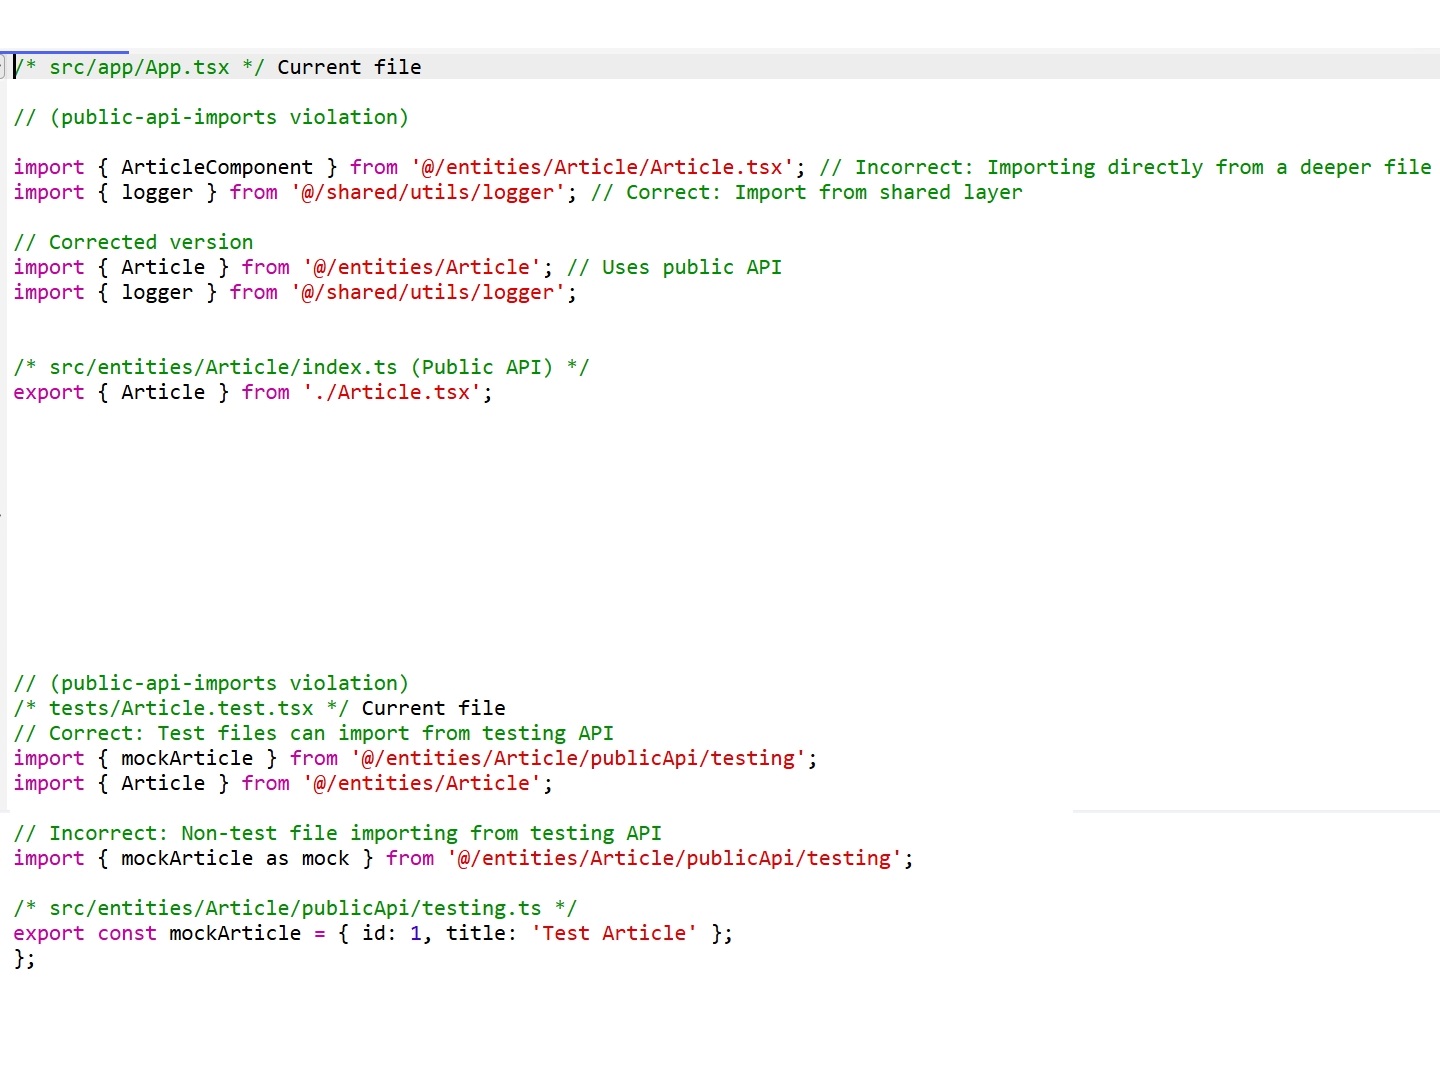 /* src/app/App.tsx */ Current file
// (public-api-imports violation)
import { ArticleComponent } from '@/entities/Article/Article.tsx'; // Incorrect: Importing directly from a deeper file
import { logger } from '@/shared/utils/logger'; // Correct: Import from shared layer
// Corrected version
import { Article } from '@/entities/Article'; // Uses public API
import { logger } from '@/shared/utils/logger';
/* src/entities/Article/index.ts (Public API) */
export { Article } from './Article.tsx';
// (public-api-imports violation)
/* tests/Article.test.tsx */ Current file
// Correct: Test files can import from testing API
import { mockArticle } from '@/entities/Article/publicApi/testing';
import { Article } from '@/entities/Article';
// Incorrect: Non-test file importing from testing API
import { mockArticle as mock } from '@/entities/Article/publicApi/testing';
/* src/entities/Article/publicApi/testing.ts */
export const mockArticle = { id: 1, title: 'Test Article' };
};